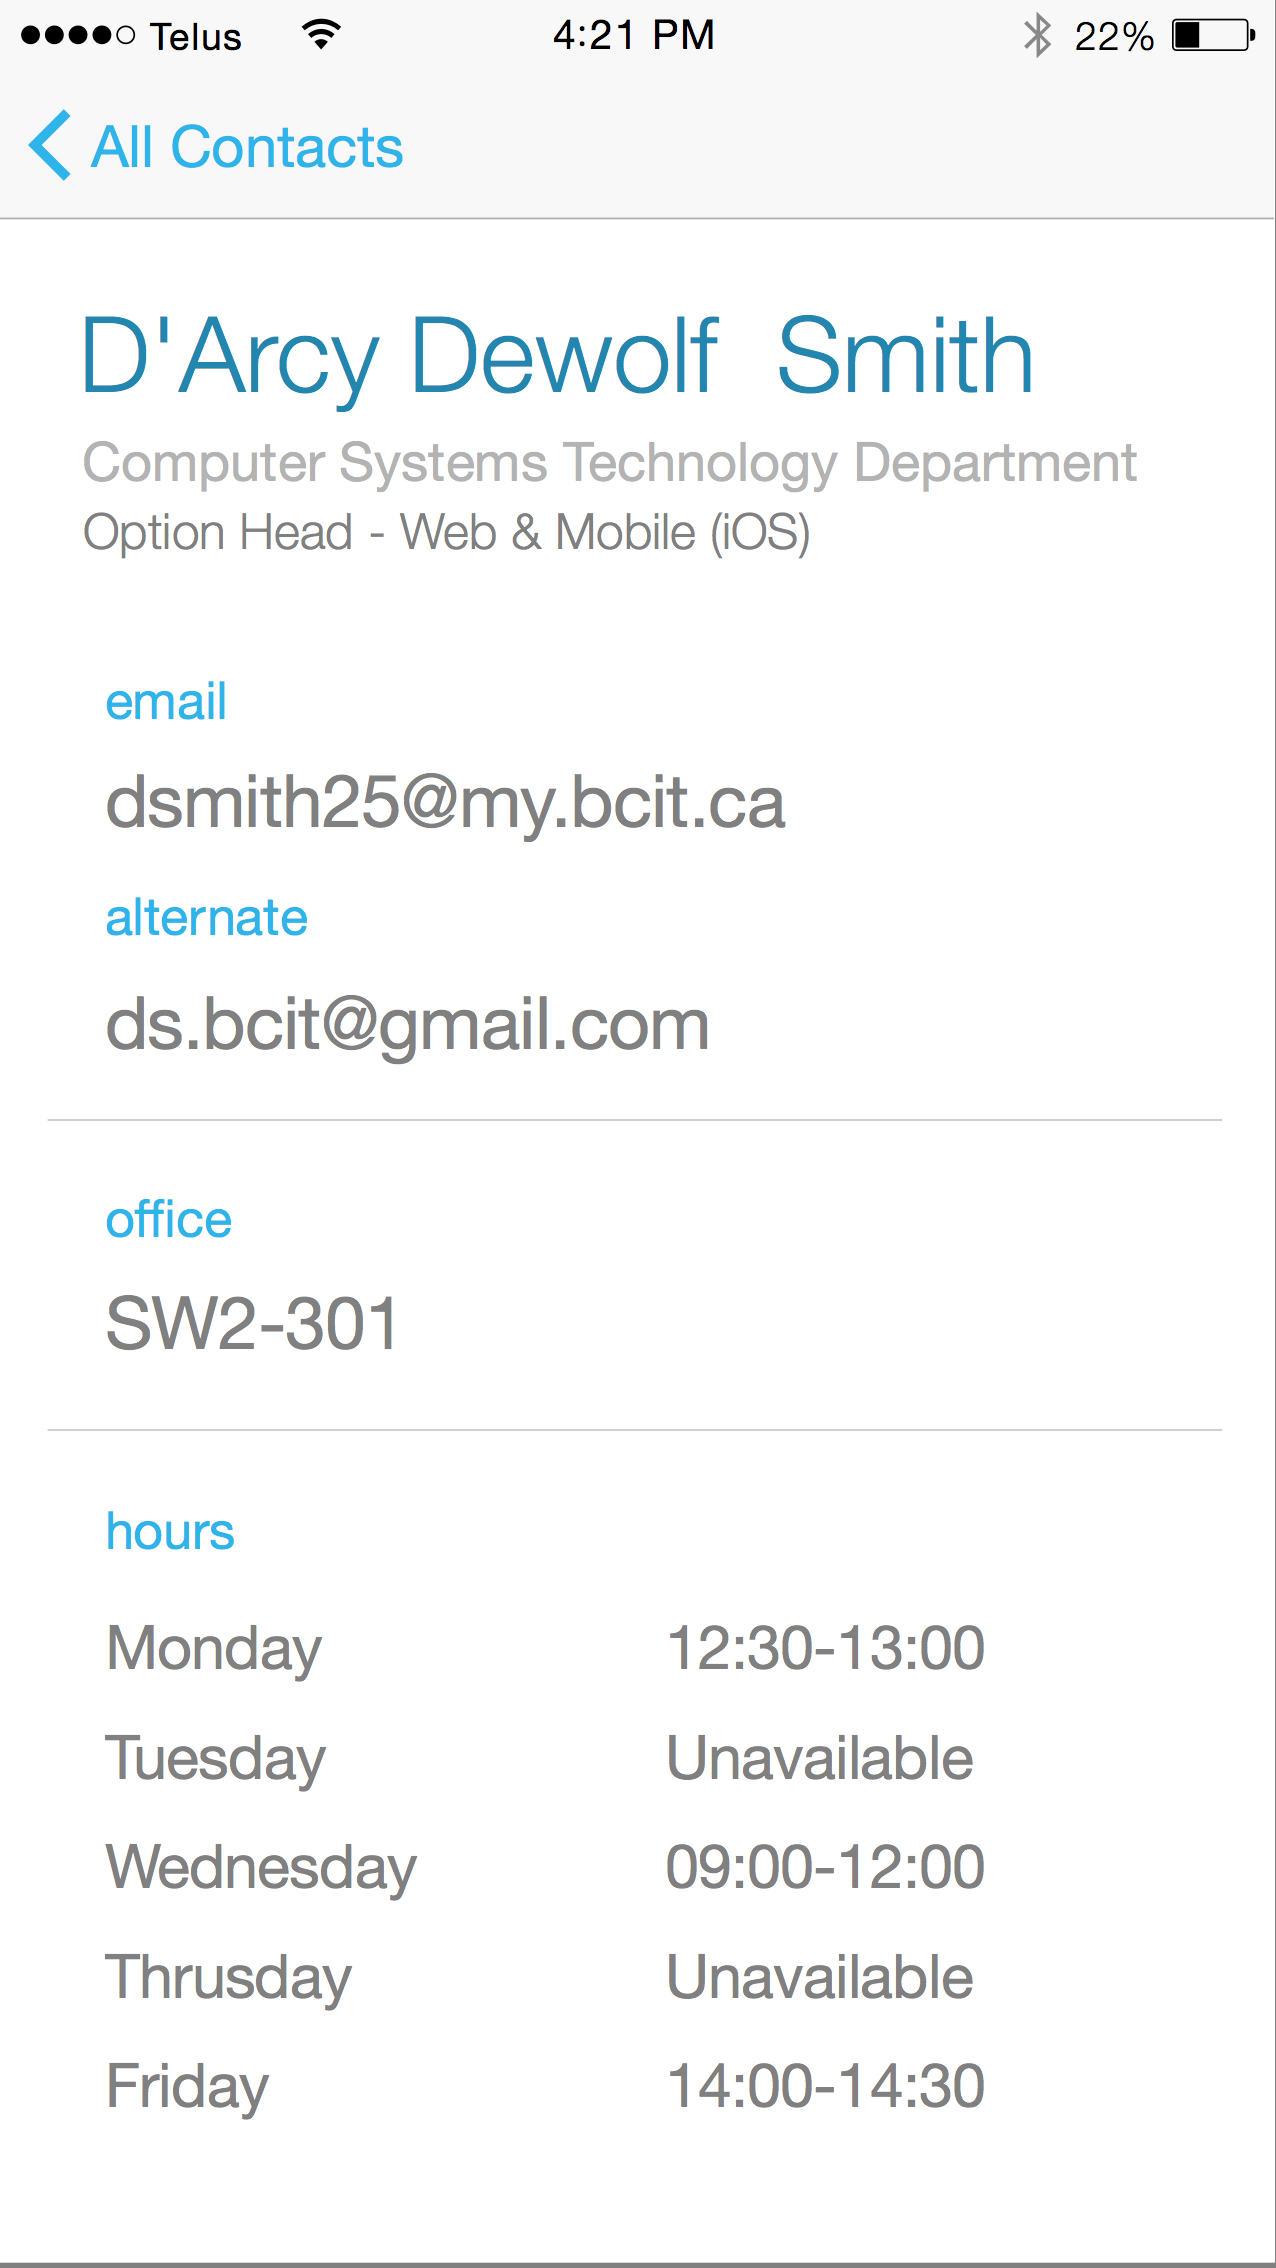 Telus 4:21 PM 22%
All Contacts
D'Arcy Dewolf  Smith
Computer Systems Technology Department
Option Head - Web & Mobile (iOS)
email
dsmith25@my.bcit.ca
alternate
ds.bcit@gmail.com
office
SW2-301
hours
Monday 12:30-13:00
Tuesday Unavailable
Wednesday 09:00-12:00
Thrusday Unavailable
Friday 14:00-14:30